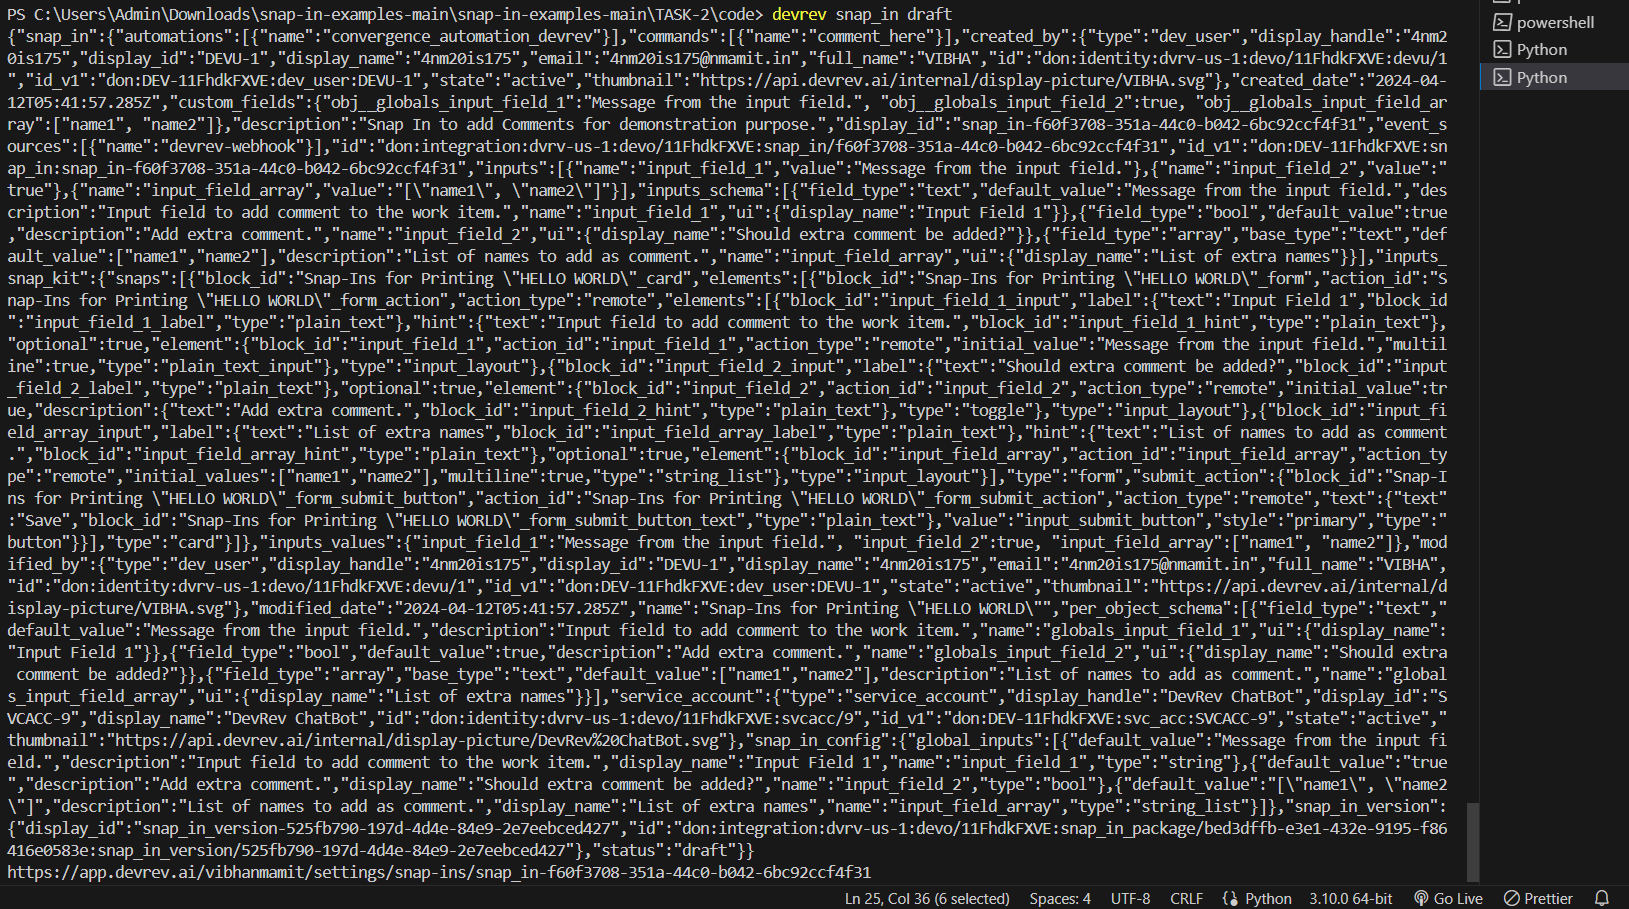 PS C:\Users\Admin\Downloads\snap-in-examples-main\snap-in-examples-main\TASK-2\code> devrev snap_in draft
{"snap_in":{"automations":[{"name":"convergence_automation_devrev"}],"commands":[{"name":"comment_here"}],"created_by":{"type":"dev_user","display_handle":"4nm2
0is175","display_id":"DEVU-1","display_name":"4nm20is175","email":"4nm20is175@nmamit.in","full_name":"VIBHA","id":"don:identity:dvrv-us-1:devo/11FhdkFXVE:devu/1
","id_v1":"don:DEV-11FhdkFXVE:dev_user:DEVU-1","state":"active","thumbnail":"https://api.devrev.ai/internal/display-picture/VIBHA.svg"},"created_date":"2024-04-
12T05:41:57.285Z","custom_fields":{"obj__globals_input_field_1":"Message from the input field.", "obj__globals_input_field_2":true, "obj__globals_input_field_ar
ray":["name1", "name2"]},"description":"Snap In to add Comments for demonstration purpose.","display_id":"snap_in-f60f3708-351a-44c0-b042-6bc92ccf4f31","event_s
ources":[{"name":"devrev-webhook"}],"id":"don:integration:dvrv-us-1:devo/11FhdkFXVE:snap_in/f60f3708-351a-44c0-b042-6bc92ccf4f31","id_v1":"don:DEV-11FhdkFXVE:sn
ap_in:snap_in-f60f3708-351a-44c0-b042-6bc92ccf4f31","inputs":[{"name":"input_field_1","value":"Message from the input field."},{"name":"input_field_2","value":"
true"},{"name":"input_field_array","value":"[\"name1\", \"name2\"]"}],"inputs_schema":[{"field_type":"text","default_value":"Message from the input field.","des
cription":"Input field to add comment to the work item.","name":"input_field_1","ui":{"display_name":"Input Field 1"}},{"field_type":"bool","default_value":true
,"description":"Add extra comment.","name":"input_field_2","ui":{"display_name":"Should extra comment be added?"}},{"field_type":"array","base_type":"text","def
ault_value":["name1","name2"],"description":"List of names to add as comment.","name":"input_field_array","ui":{"display_name":"List of extra names"}}],"inputs_
snap_kit":{"snaps":[{"block_id":"Snap-Ins for Printing \"HELLO WORLD\"_card","elements":[{"block_id":"Snap-Ins for Printing \"HELLO WORLD\"_form","action_id":"S
nap-Ins for Printing \"HELLO WORLD\"_form_action","action_type":"remote","elements":[{"block_id":"input_field_1_input","label":{"text":"Input Field 1","block_id
":"input_field_1_label","type":"plain_text"},"hint":{"text":"Input field to add comment to the work item.","block_id":"input_field_1_hint","type":"plain_text"},
"optional":true,"element":{"block_id":"input_field_1","action_id":"input_field_1","action_type":"remote","initial_value":"Message from the input field.","multil
ine":true,"type":"plain_text_input"},"type":"input_layout"},{"block_id":"input_field_2_input","label":{"text":"Should extra comment be added?","block_id":"input
_field_2_label","type":"plain_text"},"optional":true,"element":{"block_id":"input_field_2","action_id":"input_field_2","action_type":"remote","initial_value":tr
ue,"description":{"text":"Add extra comment.","block_id":"input_field_2_hint","type":"plain_text"},"type":"toggle"},"type":"input_layout"},{"block_id":"input_fi
eld_array_input","label":{"text":"List of extra names","block_id":"input_field_array_label","type":"plain_text"},"hint":{"text":"List of names to add as comment
.","block_id":"input_field_array_hint","type":"plain_text"},"optional":true,"element":{"block_id":"input_field_array","action_id":"input_field_array","action_ty
pe":"remote","initial_values":["name1","name2"],"multiline":true,"type":"string_list"},"type":"input_layout"}],"type":"form","submit_action":{"block_id":"Snap-I
ns for Printing \"HELLO WORLD\"_form_submit_button","action_id":"Snap-Ins for Printing \"HELLO WORLD\"_form_submit_action","action_type":"remote","text":{"text"
:"Save","block_id":"Snap-Ins for Printing \"HELLO WORLD\"_form_submit_button_text","type":"plain_text"},"value":"input_submit_button","style":"primary","type":"
button"}}],"type":"card"}]},"inputs_values":{"input_field_1":"Message from the input field.", "input_field_2":true, "input_field_array":["name1", "name2"]},"mod
ified_by":{"type":"dev_user","display_handle":"4nm20is175","display_id":"DEVU-1","display_name":"4nm20is175","email":"4nm20is175@nmamit.in","full_name":"VIBHA",
"id":"don:identity:dvrv-us-1:devo/11FhdkFXVE:devu/1","id_v1":"don:DEV-11FhdkFXVE:dev_user:DEVU-1","state":"active","thumbnail":"https://api.devrev.ai/internal/d
isplay-picture/VIBHA.svg"},"modified_date":"2024-04-12T05:41:57.285Z","name":"Snap-Ins for Printing \"HELLO WORLD\"","per_object_schema":[{"field_type":"text","
default_value":"Message from the input field.","description":"Input field to add comment to the work item.","name":"globals_input_field_1","ui":{"display_name":
"Input Field 1"}},{"field_type":"bool","default_value":true,"description":"Add extra comment.","name":"globals_input_field_2","ui":{"display_name":"Should extra
 comment be added?"}},{"field_type":"array","base_type":"text","default_value":["name1","name2"],"description":"List of names to add as comment.","name":"global
s_input_field_array","ui":{"display_name":"List of extra names"}}],"service_account":{"type":"service_account","display_handle":"DevRev ChatBot","display_id":"S
VCACC-9","display_name":"DevRev ChatBot","id":"don:identity:dvrv-us-1:devo/11FhdkFXVE:svcacc/9","id_v1":"don:DEV-11FhdkFXVE:svc_acc:SVCACC-9","state":"active","
thumbnail":"https://api.devrev.ai/internal/display-picture/DevRev%20ChatBot.svg"},"snap_in_config":{"global_inputs":[{"default_value":"Message from the input fi
eld.","description":"Input field to add comment to the work item.","display_name":"Input Field 1","name":"input_field_1","type":"string"},{"default_value":"true
","description":"Add extra comment.","display_name":"Should extra comment be added?","name":"input_field_2","type":"bool"},{"default_value":"[\"name1\", \"name2
\"]","description":"List of names to add as comment.","display_name":"List of extra names","name":"input_field_array","type":"string_list"}]},"snap_in_version":
{"display_id":"snap_in_version-525fb790-197d-4d4e-84e9-2e7eebced427","id":"don:integration:dvrv-us-1:devo/11FhdkFXVE:snap_in_package/bed3dffb-e3e1-432e-9195-f86
416e0583e:snap_in_version/525fb790-197d-4d4e-84e9-2e7eebced427"},"status":"draft"}}
https://app.devrev.ai/vibhanmamit/settings/snap-ins/snap_in-f60f3708-351a-44c0-b042-6bc92ccf4f31
powershell
Python
Python
Ln 25, Col 36 (6 selected) Spaces: 4 UTF-8 CRLF Python 3.10.0 64-bit Go Live Prettier